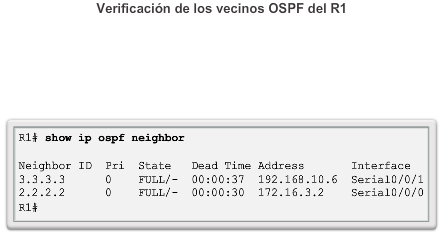 Verificación de los vecinos OSPF del R1
R1# show ip ospf neighbor
Neighbor ID Pri State Dead Time Address Interface
3.3.3.3 0 FULL/- 00:00:37 192.168.10.6 Serial0/0/1
2.2.2.2 0 FULL/- 00:00:30 172.16.3.2 Serial0/0/0
R1#